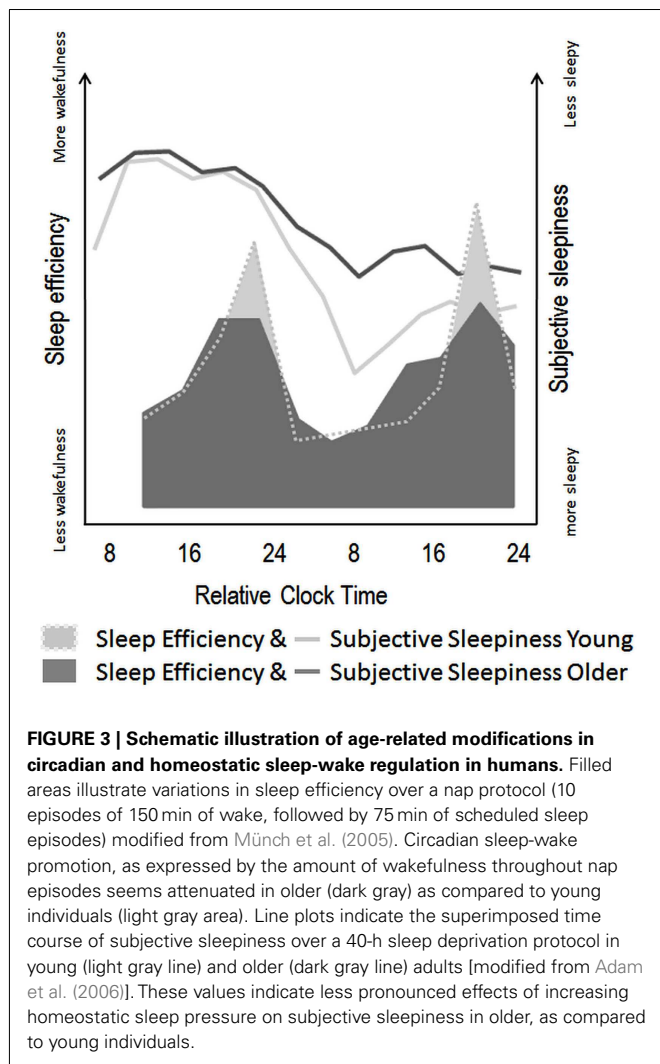 More wakefulness
Sleep efficiency
Less wakefulness
Less sleepy
Subjective sleepiness
more sleepy
8 16 24 8 16 24
Relative Clock Time
Sleep Efficiency & Subjective Sleepiness Young
Sleep Efficiency & Subjective Sleepiness Older
FIGURE 3 | Schematic illustration of age-related modifications in
circadian and homeostatic sleep-wake regulation in humans. Filled
areas illustrate variations in sleep efficiency over a nap protocol (10
episodes of 150 min of wake, followed by 75 min of scheduled sleep
episodes) modified from Münch et al. (2005). Circadian sleep-wake
promotion, as expressed by the amount of wakefulness throughout nap
episodes seems attenuated in older (dark gray) as compared to young
individuals (light gray area). Line plots indicate the superimposed time
course of subjective sleepiness over a 40-h sleep deprivation protocol in
young (light gray line) and older (dark gray line) adults [modified from Adam
et al. (2006)]. These values indicate less pronounced effects of increasing
homeostatic sleep pressure on subjective sleepiness in older, as compared
to young individuals.